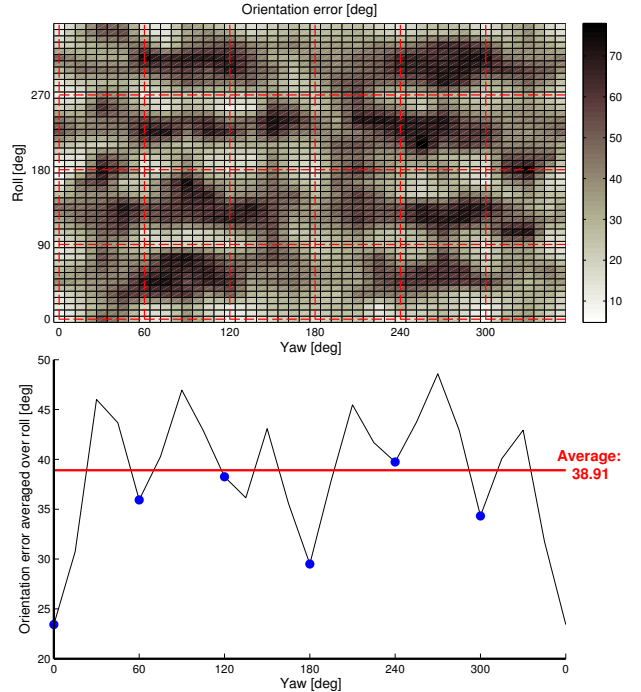 Orientation error [deg]
Roll [deg]
270
180
90
0
0 60 120 180 240 300
Yaw [deg]
70
60
50
40
30
20
10
Orientation error averaged over roll [deg]
50
45
40
35
30
25
20
Average:
38.91
0 60 120 180 240 300 0
Yaw [deg]